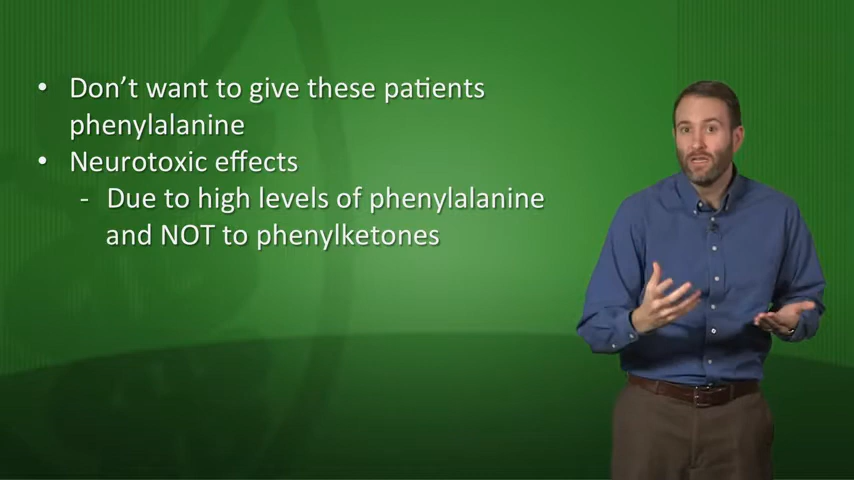 • Don't want to give these patients
phenylalanine
• Neurotoxic effects
- Due to high levels of phenylalanine
and NOT to phenylketones